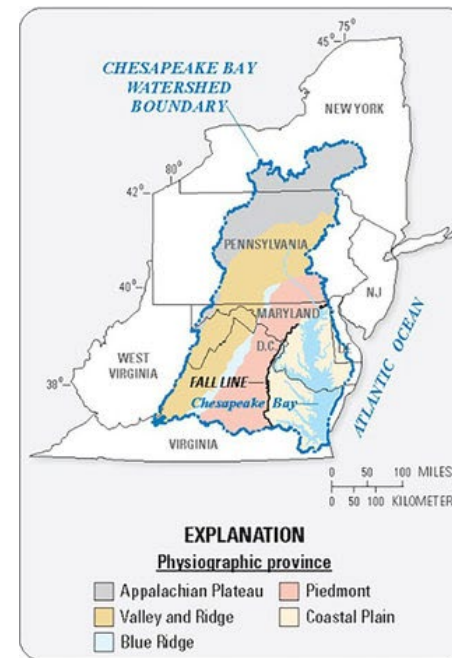 75°
45°
CHESAPEAKE BAY
WATERSHED
BOUNDARY
NEW YORK
80°
42°
PENNSYLVANIA
40°
NJ
MARYLAND
D.C.
DE
WEST
VIRGINIA
38°
FALL LINE
Chesapeake Bay
ATLANTIC OCEAN
VIRGINIA
0 50 100 MILES
0 50 100 KILOMETER
EXPLANATION
Physiographic province
Appalachian Plateau
Piedmont
Valley and Ridge
Coastal Plain
Blue Ridge